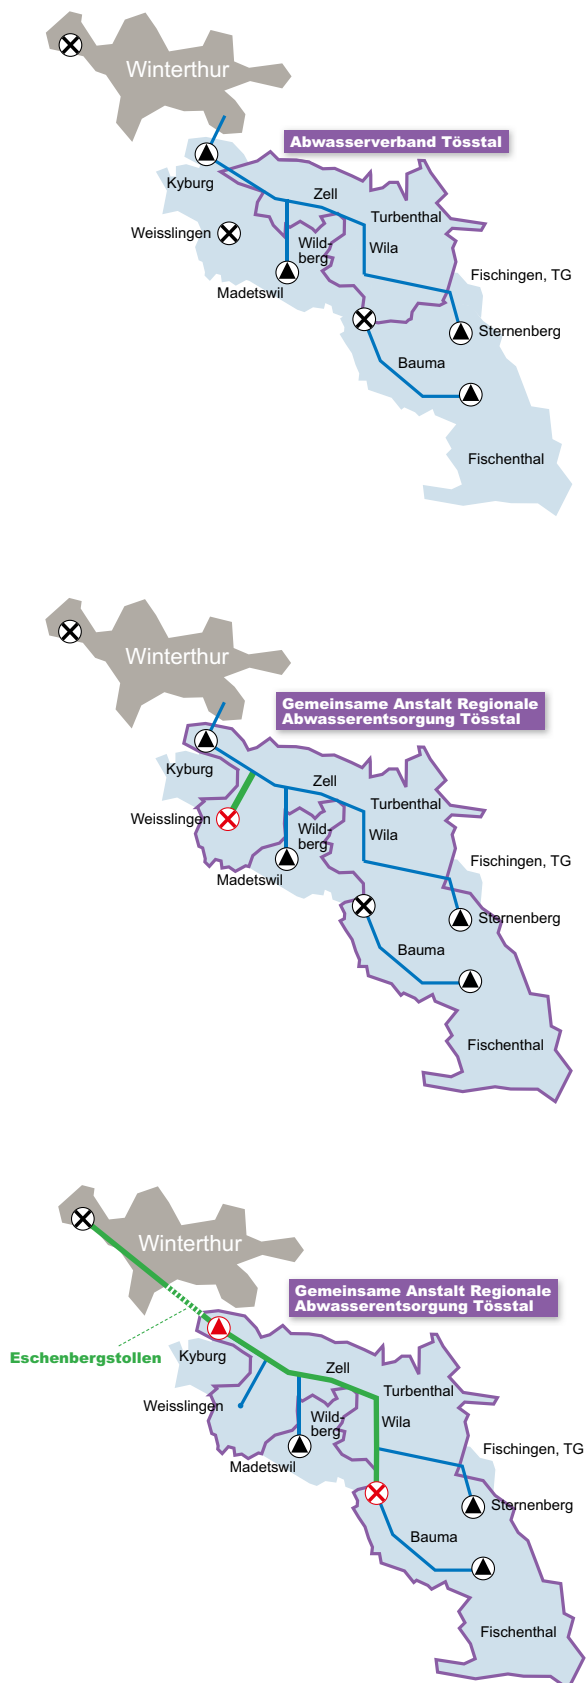 Winterthur
Abwasserverband Tösstal
Kyburg
Zell
Turbenthal
Weisslingen
Wild-
berg
Wila
Fischingen, TG
Madetswil
Sternenberg
Bauma
Fischenthal
Winterthur
Gemeinsame Anstalt Regionale
Abwasserentsorgung Tösstal
Kyburg
Zell
Turbenthal
Weisslingen
Wild-
berg
Wila
Fischingen, TG
Madetswil
Sternenberg
Bauma
Fischenthal
Winterthur
Gemeinsame Anstalt Regionale
Abwasserentsorgung Tösstal
Eschenbergstollen
Kyburg
Zell
Turbenthal
Weisslingen
Wild-
berg
Wila
Fischingen, TG
Madetswil
Sternenberg
Bauma
Fischenthal